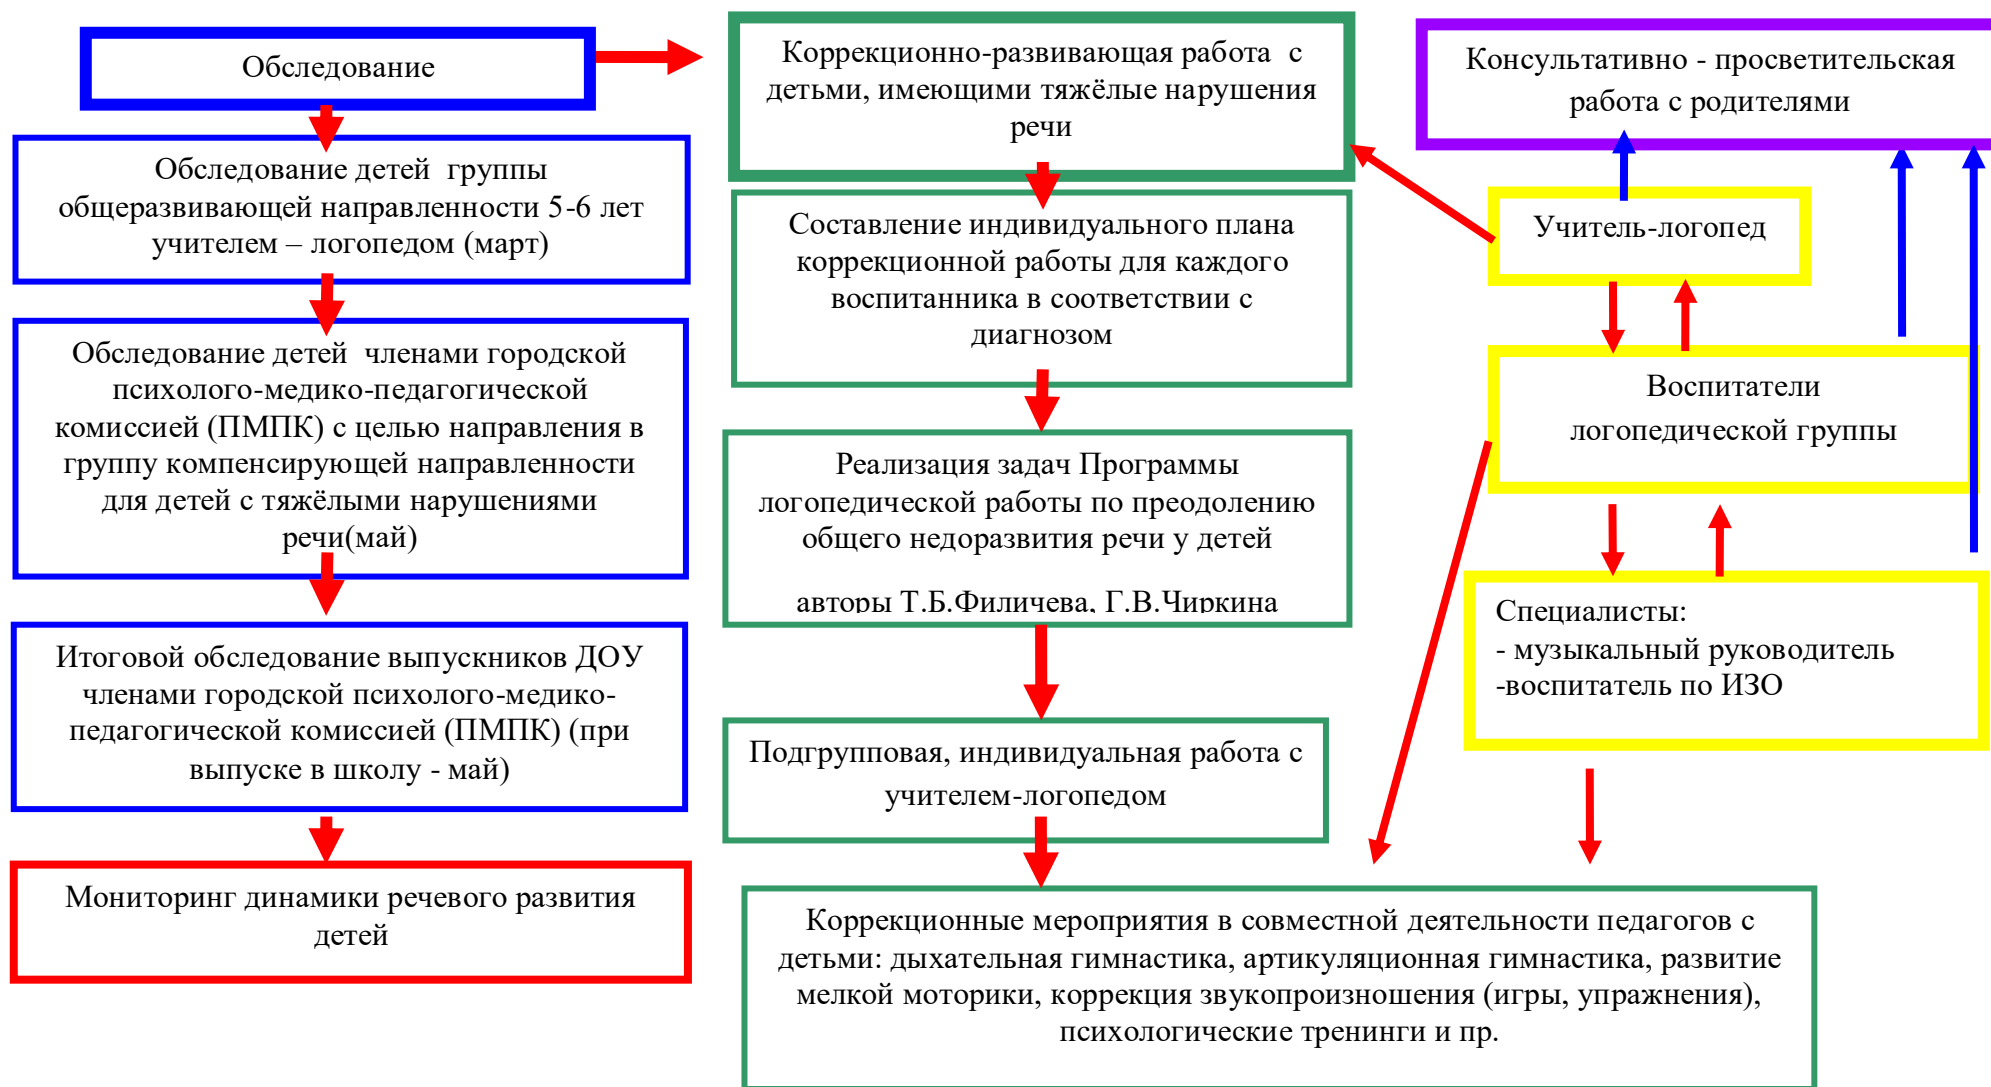 Обследование
Обследование детей группы
общеразвивающей направленности 5-6 лет
учителем – логопедом (март)
Обследование детей членами городской
психолого-медико-педагогической
комиссией (ПМПК) с целью направления в
группу компенсирующей направленности
для детей с тяжёлыми нарушениями
речи(май)
Итоговой обследование выпускников ДОУ
членами городской психолого-медико-
педагогической комиссией (ПМПК) (при
выпуске в школу - май)
Мониторинг динамики речевого развития
детей
Коррекционно-развивающая работа с
детьми, имеющими тяжёлые нарушения
речи
Составление индивидуального плана
коррекционной работы для каждого
воспитанника в соответствии с
диагнозом
Реализация задач Программы
логопедической работы по преодолению
общего недоразвития речи у детей
авторы Т.Б.Филичева, Г.В.Чиркина
Подгрупповая, индивидуальная работа с
учителем-логопедом
Коррекционные мероприятия в совместной деятельности педагогов с
детьми: дыхательная гимнастика, артикуляционная гимнастика, развитие
мелкой моторики, коррекция звукопроизношения (игры, упражнения),
психологические тренинги и пр.
Консультативно - просветительская
работа с родителями
Учитель-логопед
Воспитатели
логопедической группы
Специалисты:
- музыкальный руководитель
-воспитатель по ИЗО